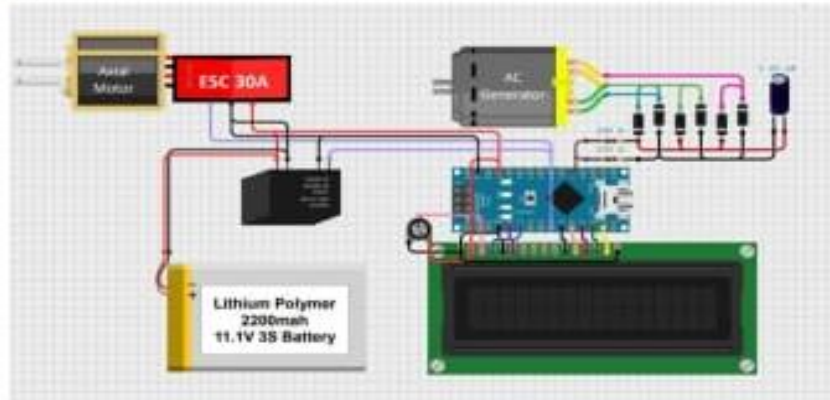 Axial
Motor
ESC 30A
AC
Generator
Lithium Polymer
2200mah
11.1V 3S Battery